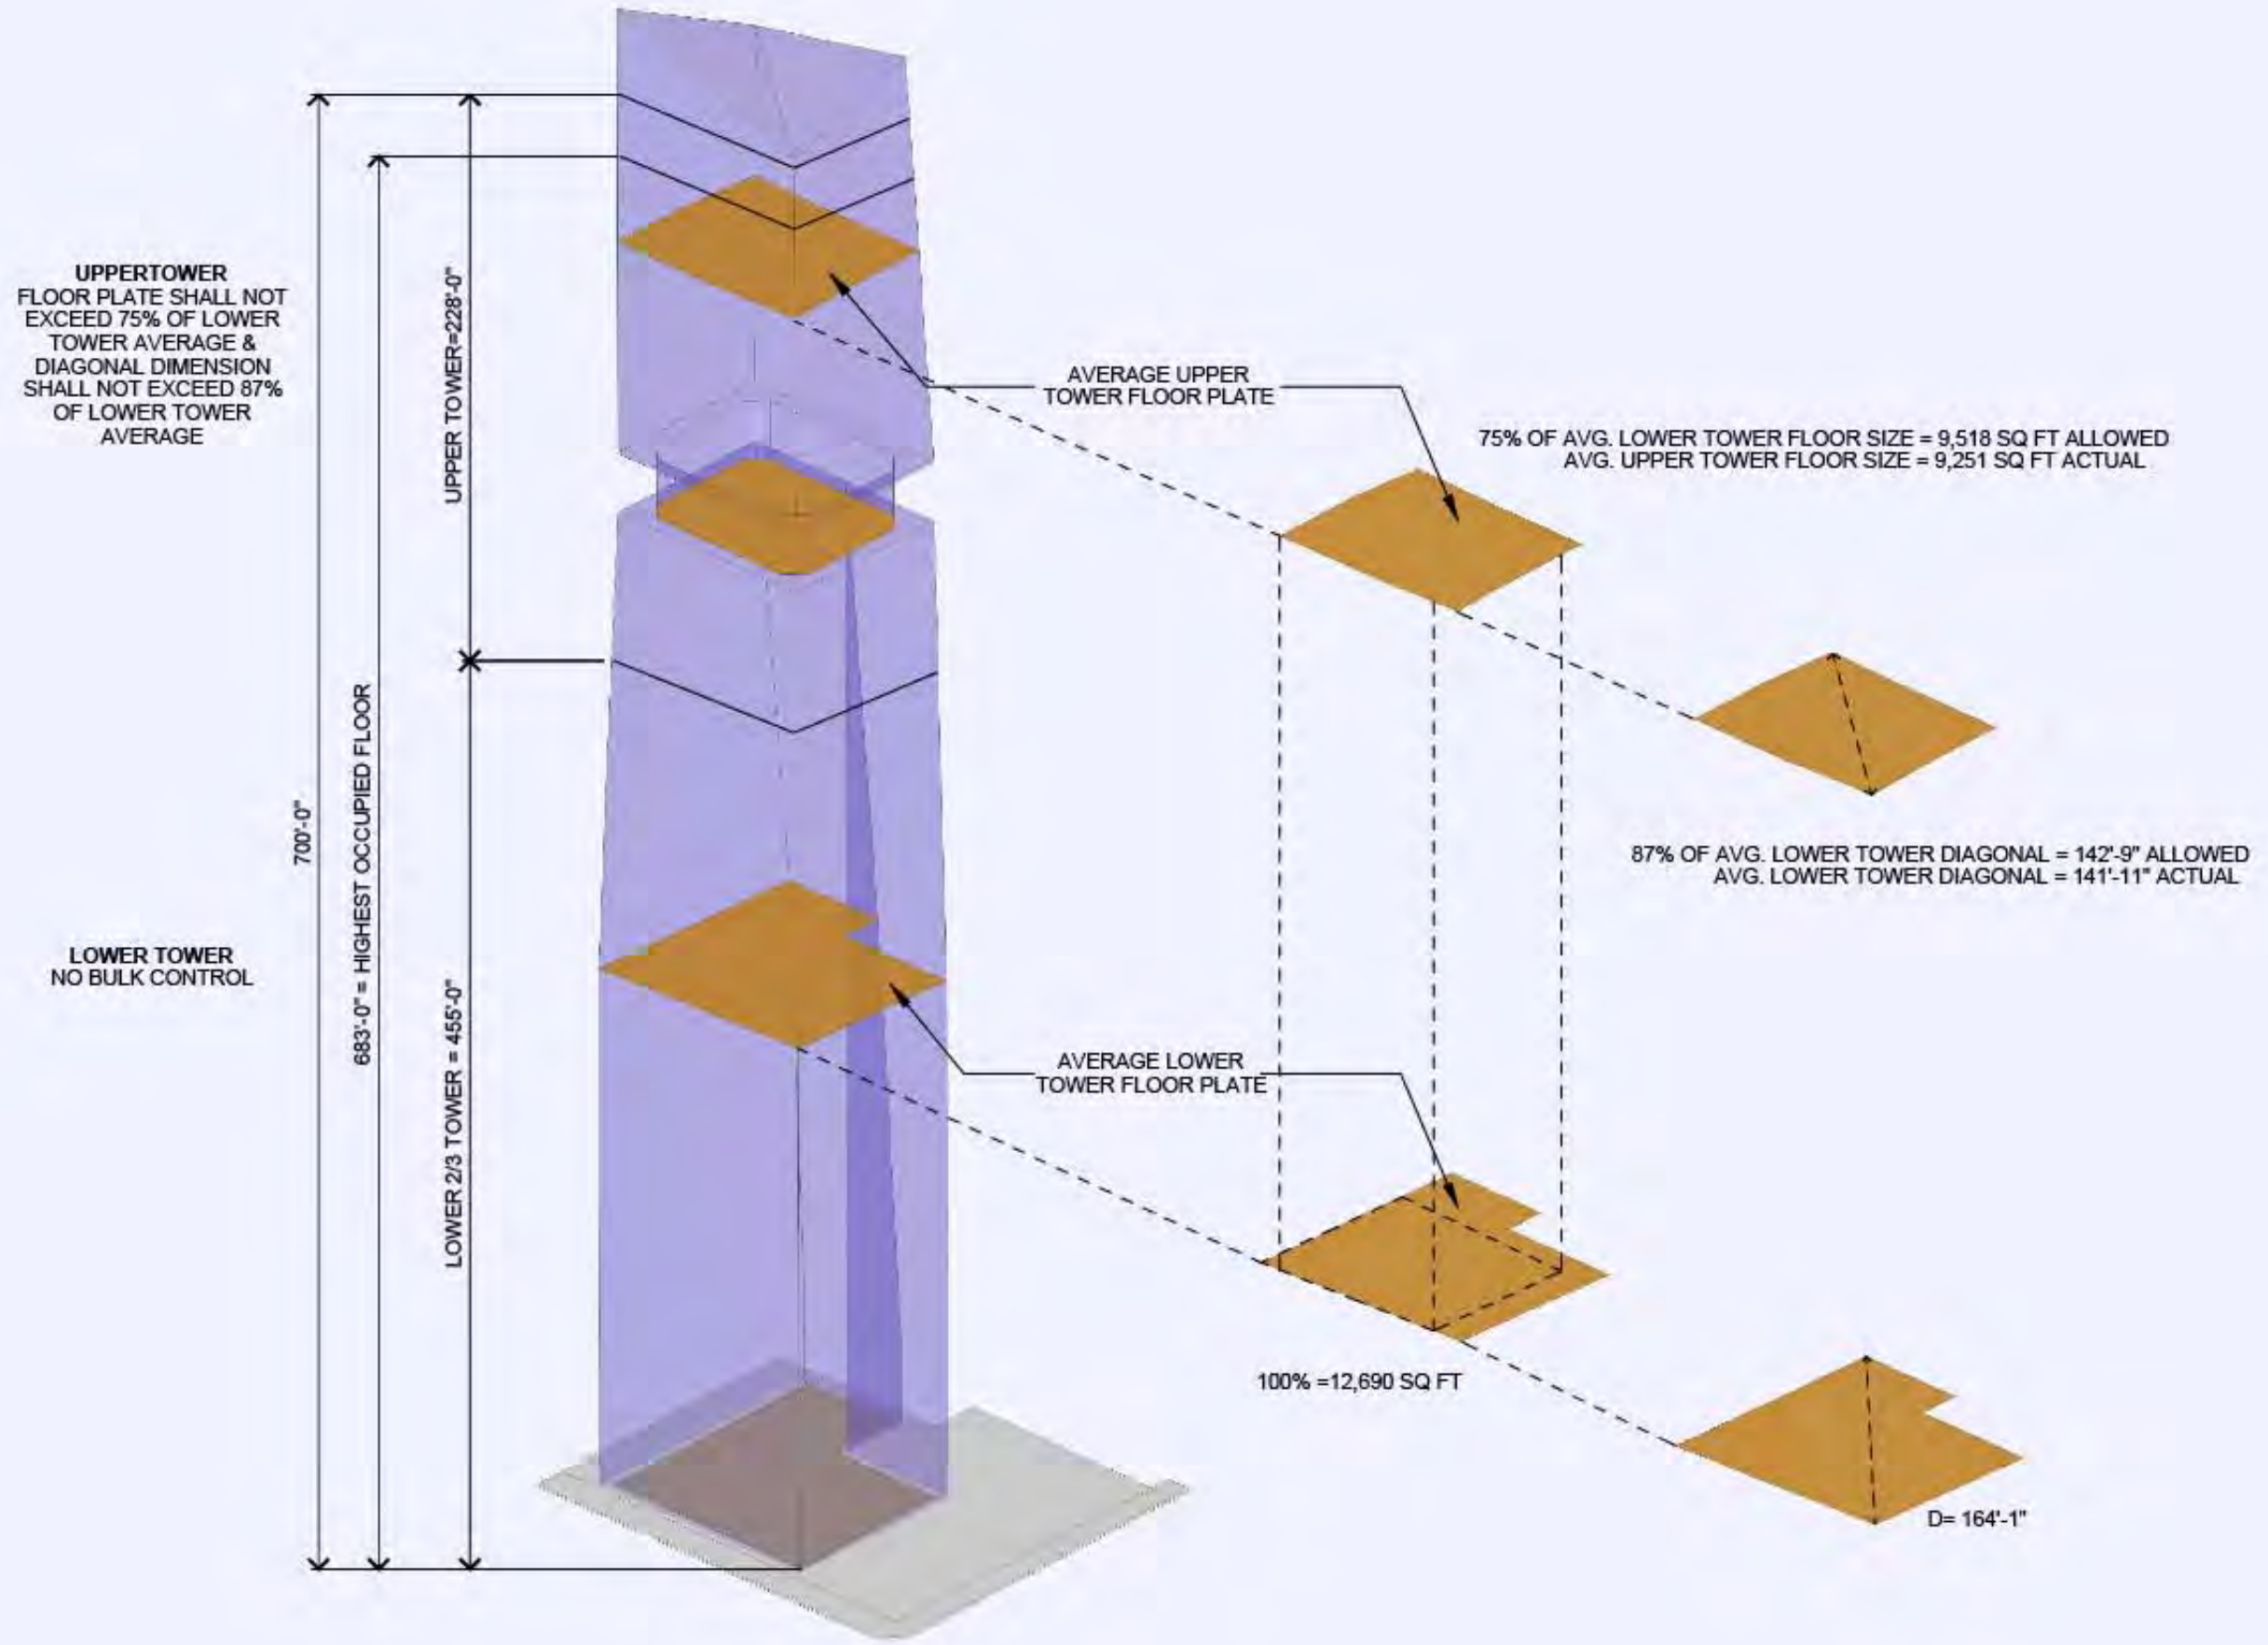 UPPERTOWER
FLOOR PLATE SHALL NOT
EXCEED 75% OF LOWER
TOWER AVERAGE &
DIAGONAL DIMENSION
SHALL NOT EXCEED 87%
OF LOWER TOWER
AVERAGE
LOWER TOWER
NO BULK CONTROL
700'-0"
683'-0" = HIGHEST OCCUPIED FLOOR
UPPER TOWER=228'-0"
LOWER 2/3 TOWER = 455'-0"
AVERAGE UPPER
TOWER FLOOR PLATE
75% OF AVG. LOWER TOWER FLOOR SIZE = 9,518 SQ FT ALLOWED
AVG. UPPER TOWER FLOOR SIZE = 9,251 SQ FT ACTUAL
87% OF AVG. LOWER TOWER DIAGONAL = 142'-9" ALLOWED
AVG. LOWER TOWER DIAGONAL = 141'-11" ACTUAL
AVERAGE LOWER
TOWER FLOOR PLATE
100% =12,690 SQ FT
D= 164'-1"